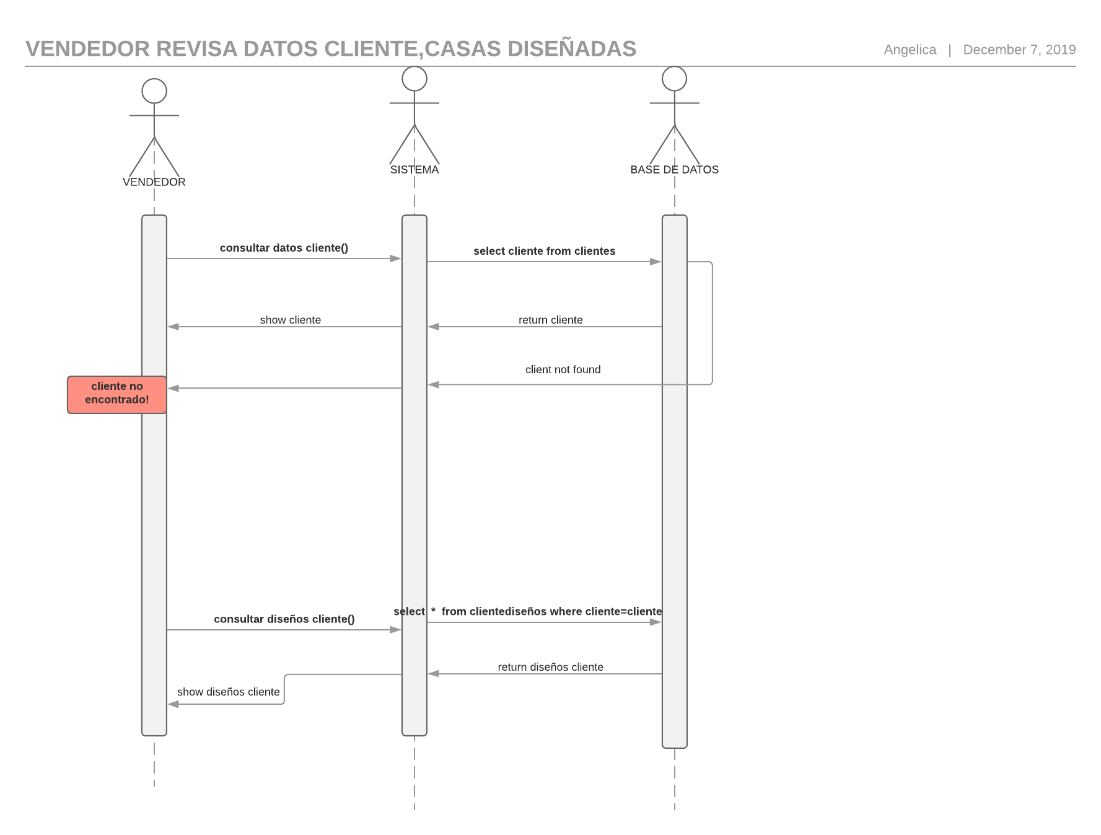 VENDEDOR REVISA DATOS CLIENTE,CASAS DISEÑADAS
Angelica | December 7, 2019
VENDEDOR
SISTEMA
BASE DE DATOS
consultar datos cliente()
select cliente from clientes
show cliente
return cliente
client not found
cliente no
encontrado!
consultar diseños cliente()
select * from clientediseños where cliente=cliente
return diseños cliente
show diseños cliente